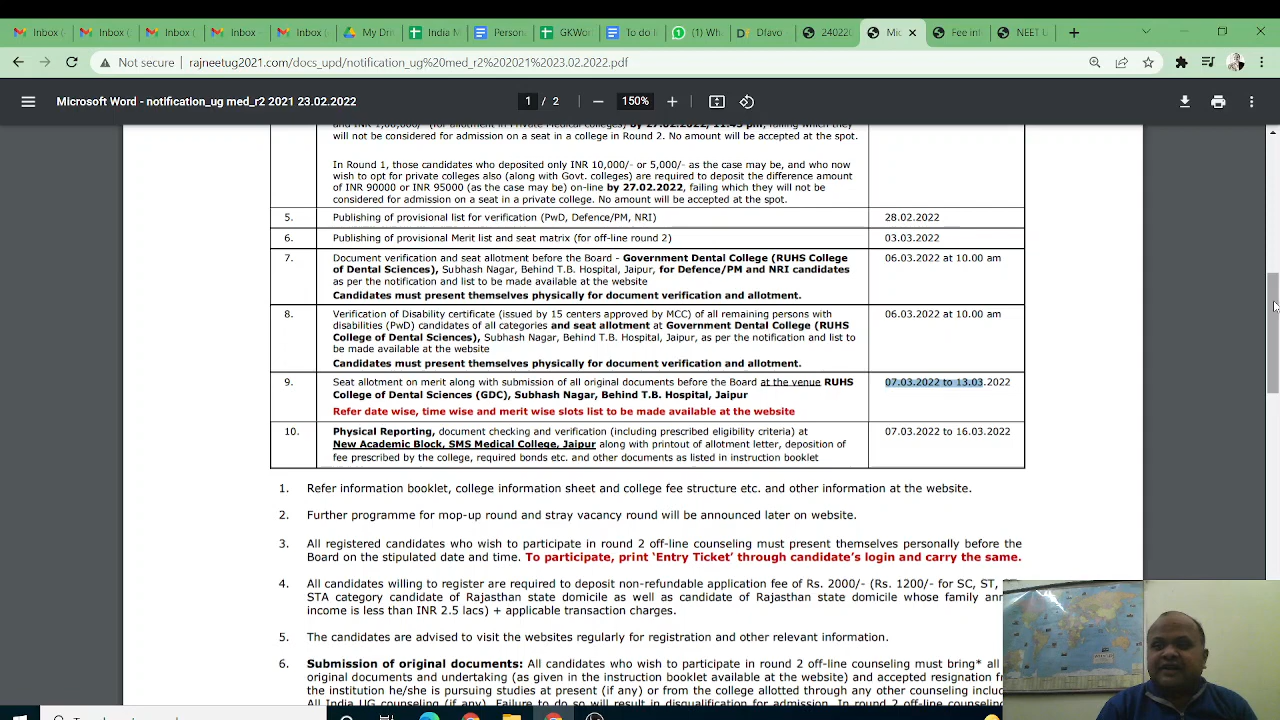 Inbox ( Inbox ( Inbox ( Inbox Inbox ( My Dr India N Person GKWor To do li (1) Wh Dfavo 240220 Mic Fee inf NEET U
Not secure rajneetug2021.com/docs_upd/notification_ug%20med_r2%202021%2023.02.2022.pdf
Microsoft Word - notification_ug med_r2 2021 23.02.2022 1 / 2 150%
will not be considered for admission on a seat in a college in Round 2. No amount will be accepted at the spot.
In Round 1, those candidates who deposited only INR 10,000/- or 5,000/- as the case may be, and who now
wish to opt for private colleges also (along with Govt. colleges) are required to deposit the difference amount
of INR 90000 or INR 95000 (as the case may be) on-line by 27.02.2022, failing which they will not be
considered for admission on a seat in a private college. No amount will be accepted at the spot.
5. Publishing of provisional list for verification (PwD, Defence/PM, NRI) 28.02.2022
6. Publishing of provisional Merit list and seat matrix (for off-line round 2) 03.03.2022
7. Document verification and seat allotment before the Board - Government Dental College (RUHS College 06.03.2022 at 10.00 am
of Dental Sciences), Subhash Nagar, Behind T.B. Hospital, Jaipur, for Defence/PM and NRI candidates
as per the notification and list to be made available at the website
Candidates must present themselves physically for document verification and allotment.
8. Verification of Disability certificate (issued by 15 centers approved by MCC) of all remaining persons with 06.03.2022 at 10.00 am
disabilities (PwD) candidates of all categories and seat allotment at Government Dental College (RUHS
College of Dental Sciences), Subhash Nagar, Behind T.B. Hospital, Jaipur, as per the notification and list to
be made available at the website
Candidates must present themselves physically for document verification and allotment.
9. Seat allotment on merit along with submission of all original documents before the Board at the venue RUHS 07.03.2022 to 13.03.2022
College of Dental Sciences (GDC), Subhash Nagar, Behind T.B. Hospital, Jaipur
Refer date wise, time wise and merit wise slots list to be made available at the website
10. Physical Reporting, document checking and verification (including prescribed eligibility criteria) at 07.03.2022 to 16.03.2022
New Academic Block, SMS Medical College, Jaipur along with printout of allotment letter, deposition of
fee prescribed by the college, required bonds etc. and other documents as listed in instruction booklet
1. Refer information booklet, college information sheet and college fee structure etc. and other information at the website.
2. Further programme for mop-up round and stray vacancy round will be announced later on website.
3. All registered candidates who wish to participate in round 2 off-line counseling must present themselves personally before the
Board on the stipulated date and time. To participate, print ‘Entry Ticket’ through candidate’s login and carry the same.
4. All candidates willing to register are required to deposit non-refundable application fee of Rs. 2000/- (Rs. 1200/- for SC, ST,
STA category candidate of Rajasthan state domicile as well as candidate of Rajasthan state domicile whose family ann
income is less than INR 2.5 lacs) + applicable transaction charges.
5. The candidates are advised to visit the websites regularly for registration and other relevant information.
6. Submission of original documents: All candidates who wish to participate in round 2 off-line counseling must bring* all
original documents and undertaking (as given in the instruction booklet available at the website) and accepted resignation
the institution he/she is pursuing studies at present (if any) or from the college allotted through any other counseling includ